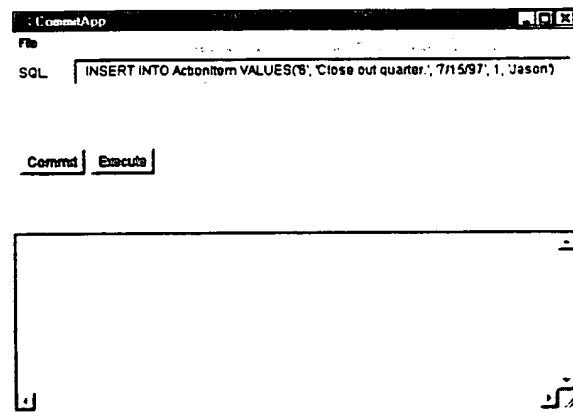 CommitApp
File
SQL INSERT INTO ActionItem VALUES('6', 'Close out quarter.', '7/15/97', 1, 'Jason')
Commit Execute